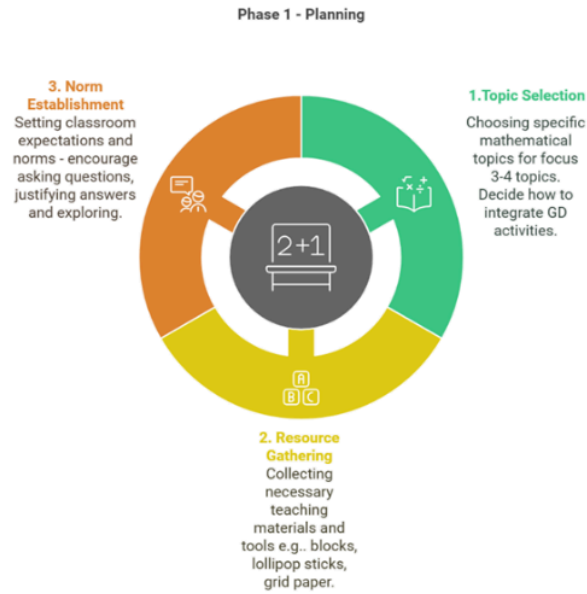 Phase 1 - Planning
3. Norm
Establishment
Setting classroom
expectations and
norms - encourage
asking questions,
justifying answers
and exploring.
1.Topic Selection
Choosing specific
mathematical
topics for focus
3-4 topics.
Decide how to
integrate GD
activities.
2+1
A
B C
2. Resource
Gathering
Collecting
necessary
teaching
materials and
tools e.g.. blocks,
lollipop sticks,
grid paper.